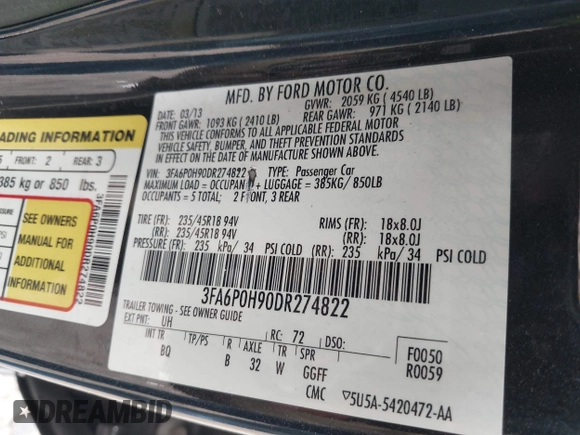 MFD. BY FORD MOTOR CO.
DATE: 03/13
GVWR: 2059 KG (4540 LB)
FRONT GAWR: 1093 KG (2410 LB)
REAR GAWR: 971 KG (2140 LB)
THIS VEHICLE CONFORMS TO ALL APPLICABLE FEDERAL MOTOR
VEHICLE SAFETY, BUMPER, AND THEFT PREVENTION STANDARDS
IN EFFECT ON THE DATE OF MANUFACTURE SHOWN ABOVE.
VIN: 3FA6P0H90DR274822 TYPE: Passenger Car
MAXIMUM LOAD = OCCUPANT + LUGGAGE = 385KG/ 850LB
OCCUPANTS = 5 TOTAL; 2 FRONT, 3 REAR
TIRE (FR): 235/45R18 94V RIMS (FR): 18x8.0J
(RR): 235/45R18 94V (RR): 18x8.0J
PRESSURE (FR): 235 kPa/ 34 PSI COLD (RR): 235 kPa/ 34 PSI COLD
3FA6P0H90DR274822
TRAILER TOWING - SEE OWNER GUIDE
EXT PNT: UH RC: 72 DSO:
INT TR TP/PS R AXLE TR SPR F0050
BQ B 32 W GGFF R0059
CMC ▽5U5A-5420472-AA
ADING INFORMATION
5 FRONT: 2 REAR: 3
385 kg or 850 lbs.
SEE OWNERS
MANUAL FOR
ADDITIONAL
INFORMATION
3FA6P0H90DR274822
DREAMBID